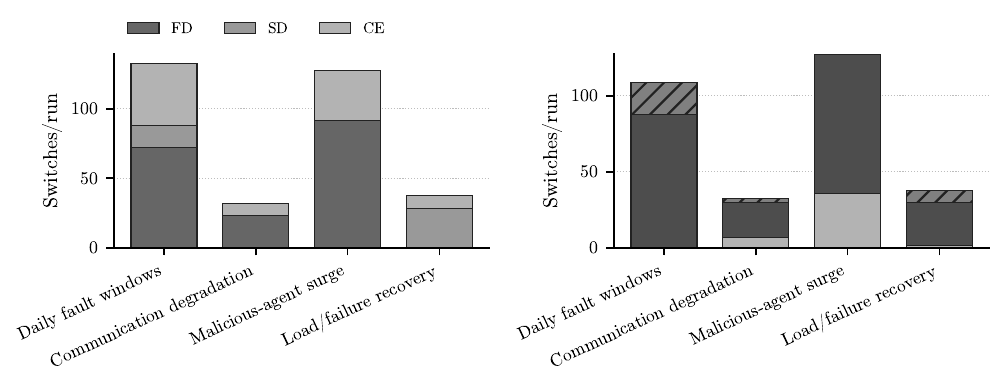 FD SD CE
Switches/run
100
50
0
Daily fault windows
Communication degradation
Malicious-agent surge
Load/failure recovery
Switches/run
100
50
0
Daily fault windows
Communication degradation
Malicious-agent surge
Load/failure recovery